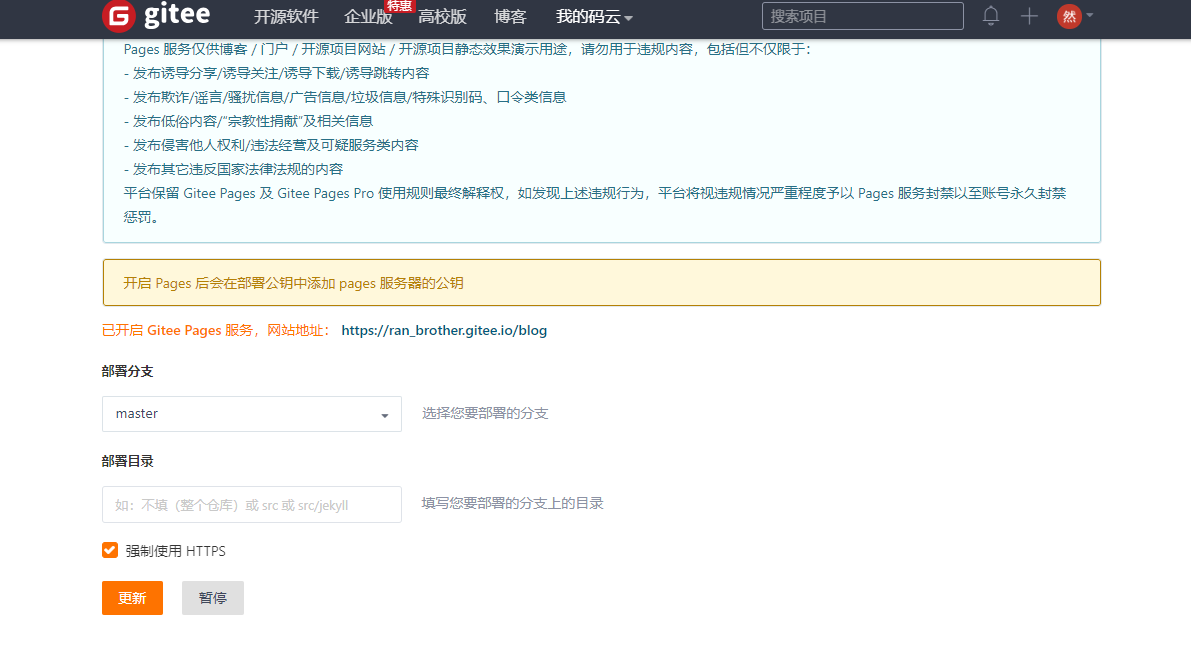 gitee 开源软件 企业版 特惠 高校版 博客 我的码云 搜索项目 然
Pages 服务仅供博客 / 门户 / 开源项目网站 / 开源项目静态效果演示用途，请勿用于违规内容，包括但不仅限于：
- 发布诱导分享/诱导关注/诱导下载/诱导跳转内容
- 发布欺诈/谣言/骚扰信息/广告信息/垃圾信息/特殊识别码、口令类信息
- 发布低俗内容/“宗教性捐献”及相关信息
- 发布侵害他人权利/违法经营及可疑服务类内容
- 发布其它违反国家法律法规的内容
平台保留 Gitee Pages 及 Gitee Pages Pro 使用规则最终解释权，如发现上述违规行为，平台将视违规情况严重程度予以 Pages 服务封禁以至账号永久封禁
惩罚。
开启 Pages 后会在部署公钥中添加 pages 服务器的公钥
已开启 Gitee Pages 服务，网站地址： https://ran_brother.gitee.io/blog
部署分支
master 选择您要部署的分支
部署目录
如：不填（整个仓库）或 src 或 src/jekyll 填写您要部署的分支上的目录
强制使用 HTTPS
更新 暂停